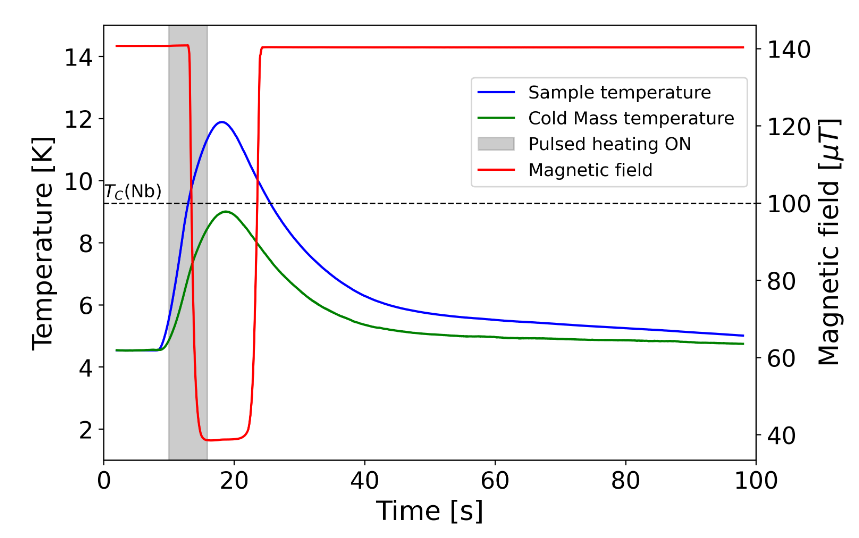 14
12
10
8
6
4
2
Temperature [K]
T_C(Nb)
Sample temperature
Cold Mass temperature
Pulsed heating ON
Magnetic field
140
120
100
80
60
40
Magnetic field [μT]
0 20 40 60 80 100
Time [s]